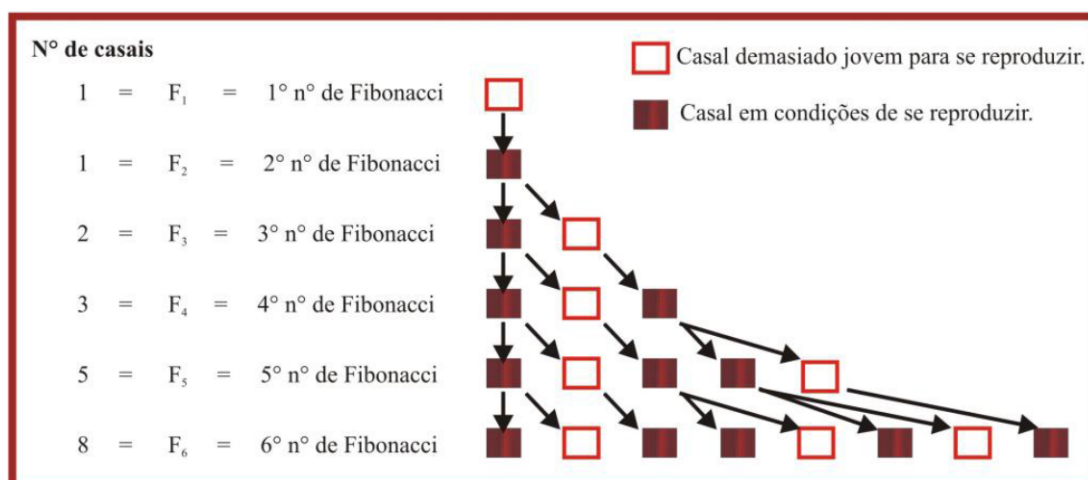 N° de casais
Casal demasiado jovem para se reproduzir.
1 = F₁ = 1° n° de Fibonacci
Casal em condições de se reproduzir.
1 = F₂ = 2° n° de Fibonacci
2 = F₃ = 3° n° de Fibonacci
3 = F₄ = 4° n° de Fibonacci
5 = F₅ = 5° n° de Fibonacci
8 = F₆ = 6° n° de Fibonacci